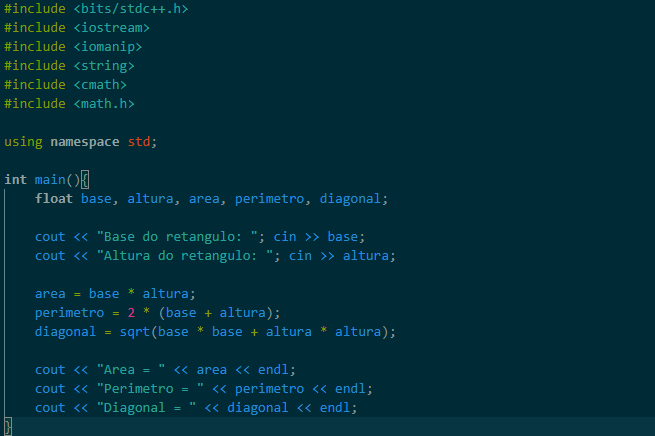 #include <bits/stdc++.h>
#include <iostream>
#include <iomanip>
#include <string>
#include <cmath>
#include <math.h>
using namespace std;
int main(){
float base, altura, area, perimetro, diagonal;
cout << "Base do retangulo: "; cin >> base;
cout << "Altura do retangulo: "; cin >> altura;
area = base * altura;
perimetro = 2 * (base + altura);
diagonal = sqrt(base * base + altura * altura);
cout << "Area = " << area << endl;
cout << "Perimetro = " << perimetro << endl;
cout << "Diagonal = " << diagonal << endl;
}